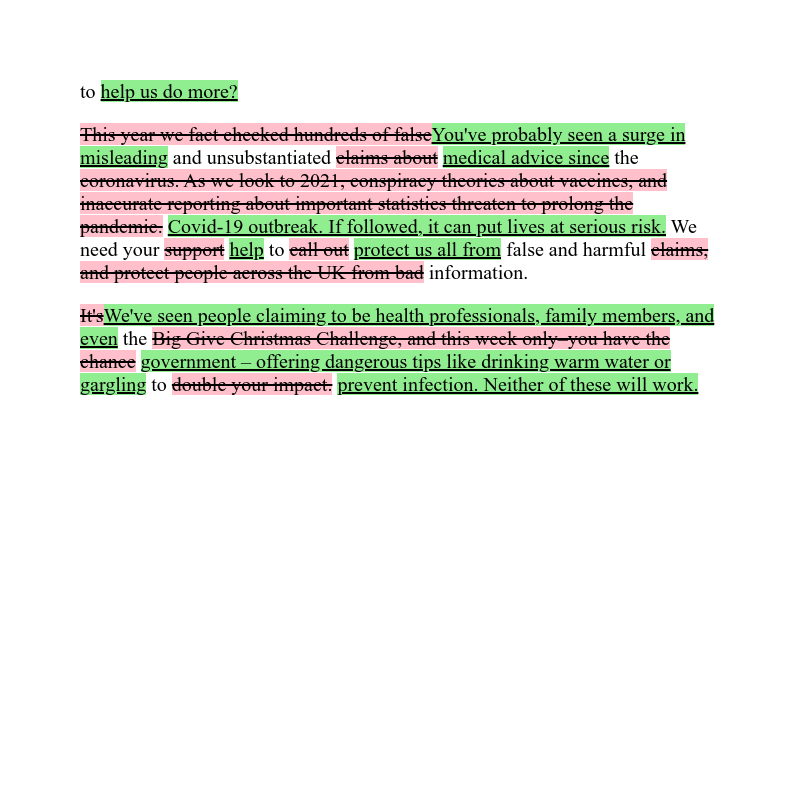 to help us do more?
This year we fact checked hundreds of falseYou've probably seen a surge in
misleading and unsubstantiated claims about medical advice since the
coronavirus. As we look to 2021, conspiracy theories about vaccines, and
inaccurate reporting about important statistics threaten to prolong the
pandemic. Covid-19 outbreak. If followed, it can put lives at serious risk. We
need your support help to call out protect us all from false and harmful claims,
and protect people across the UK from bad information.
It'sWe've seen people claiming to be health professionals, family members, and
even the Big Give Christmas Challenge, and this week only–you have the
chance government – offering dangerous tips like drinking warm water or
gargling to double your impact. prevent infection. Neither of these will work.